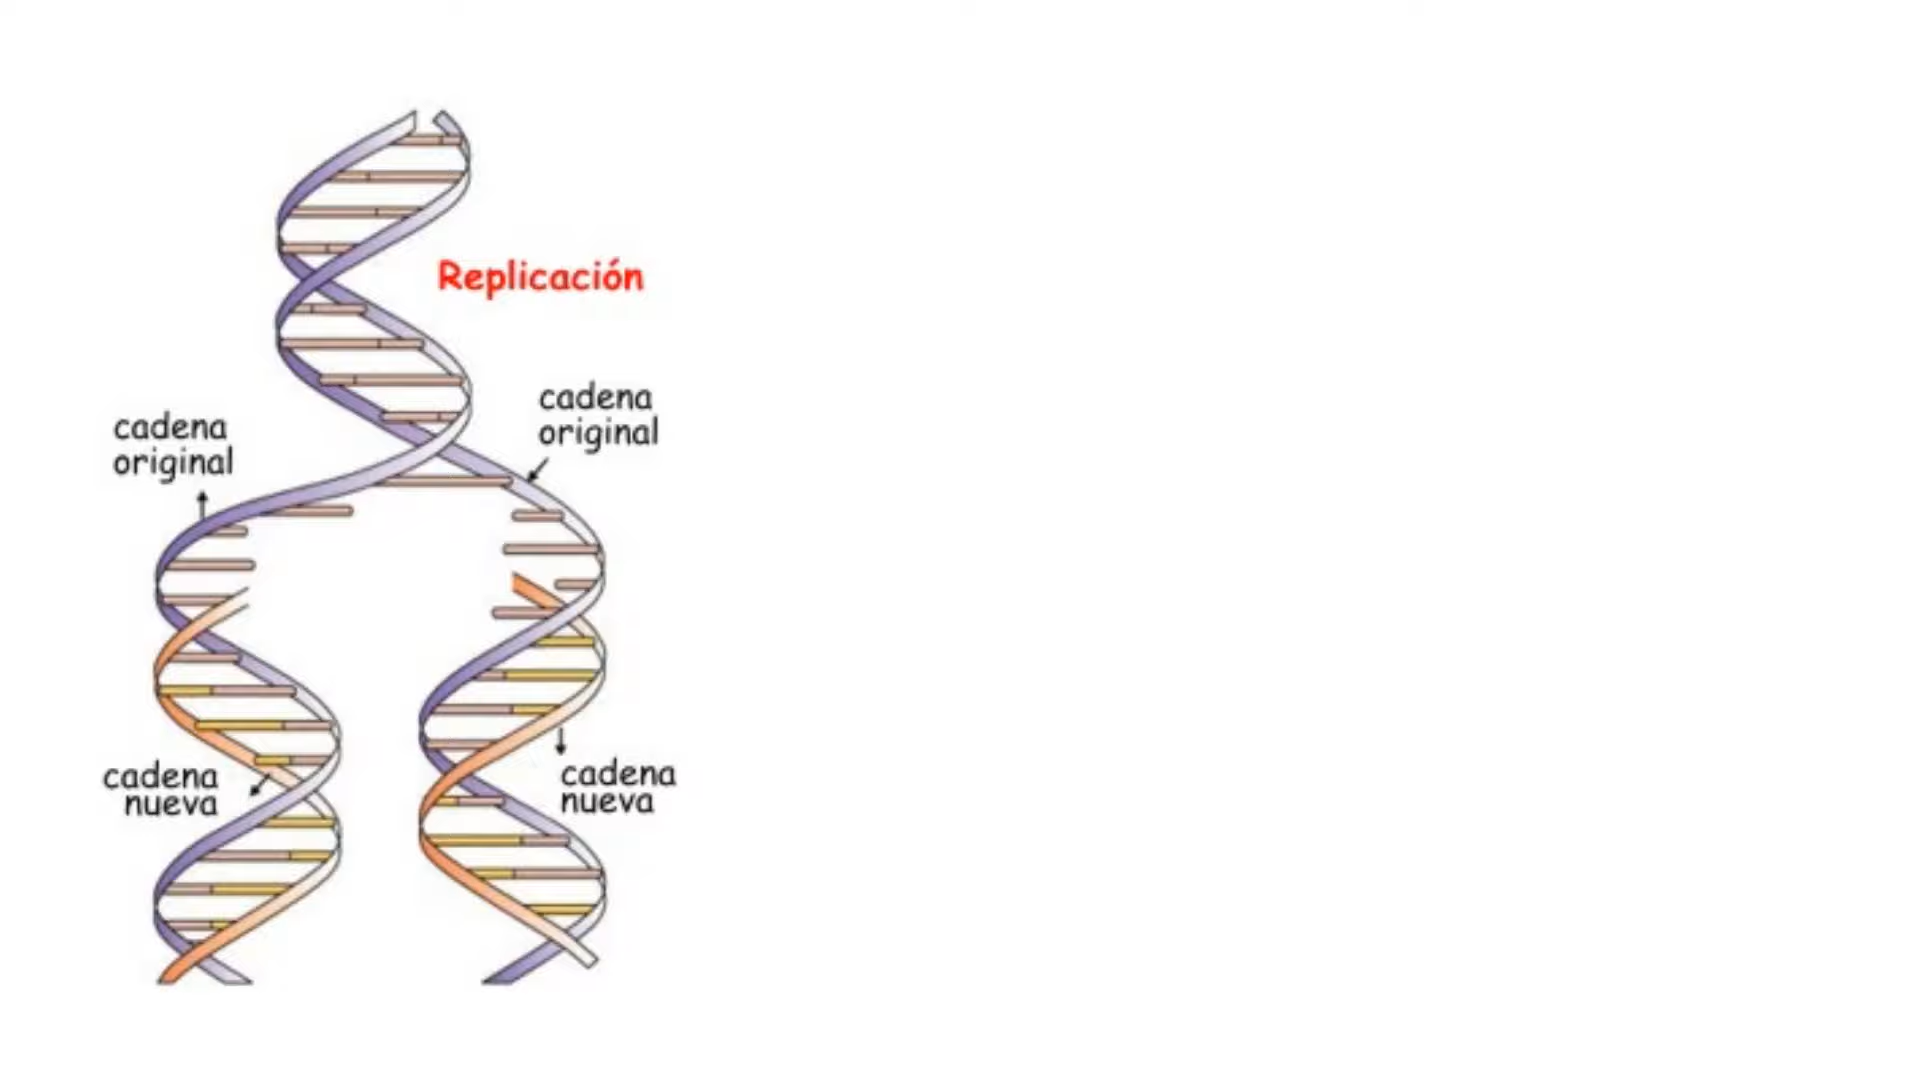 Replicación
cadena
original
cadena
original
cadena
nueva
cadena
nueva